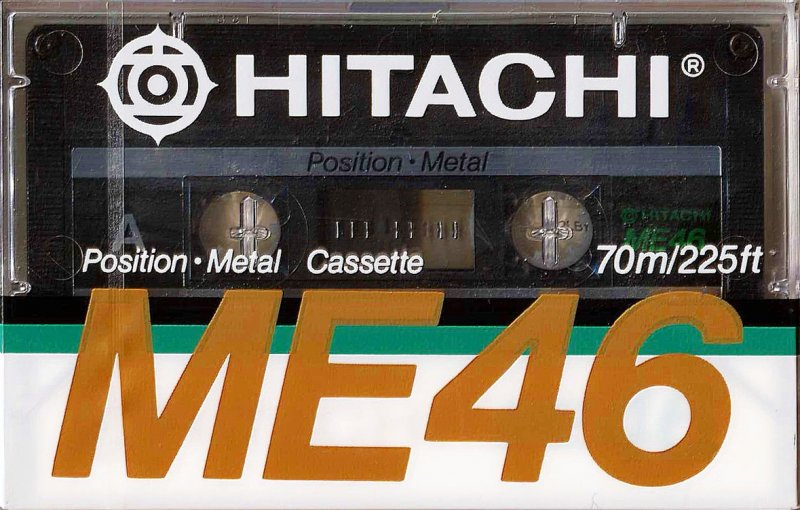 HITACHI®
Position・Metal
A
HITACHI
ME46
Position・Metal Cassette 70m/225ft
ME46